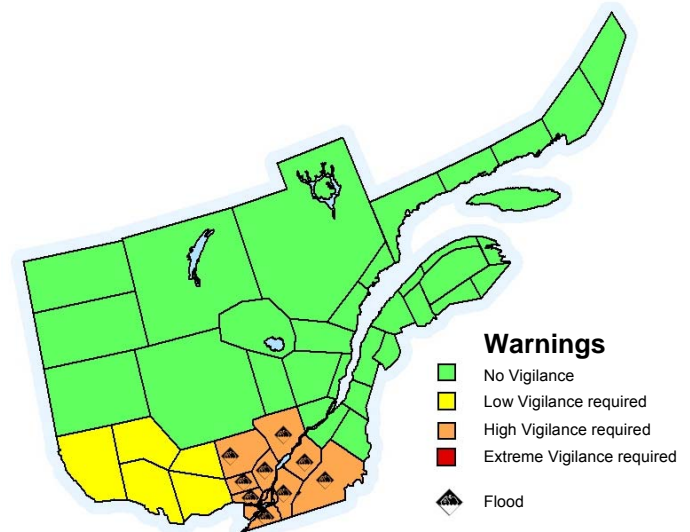 Warnings
No Vigilance
Low Vigilance required
High Vigilance required
Extreme Vigilance required
Flood